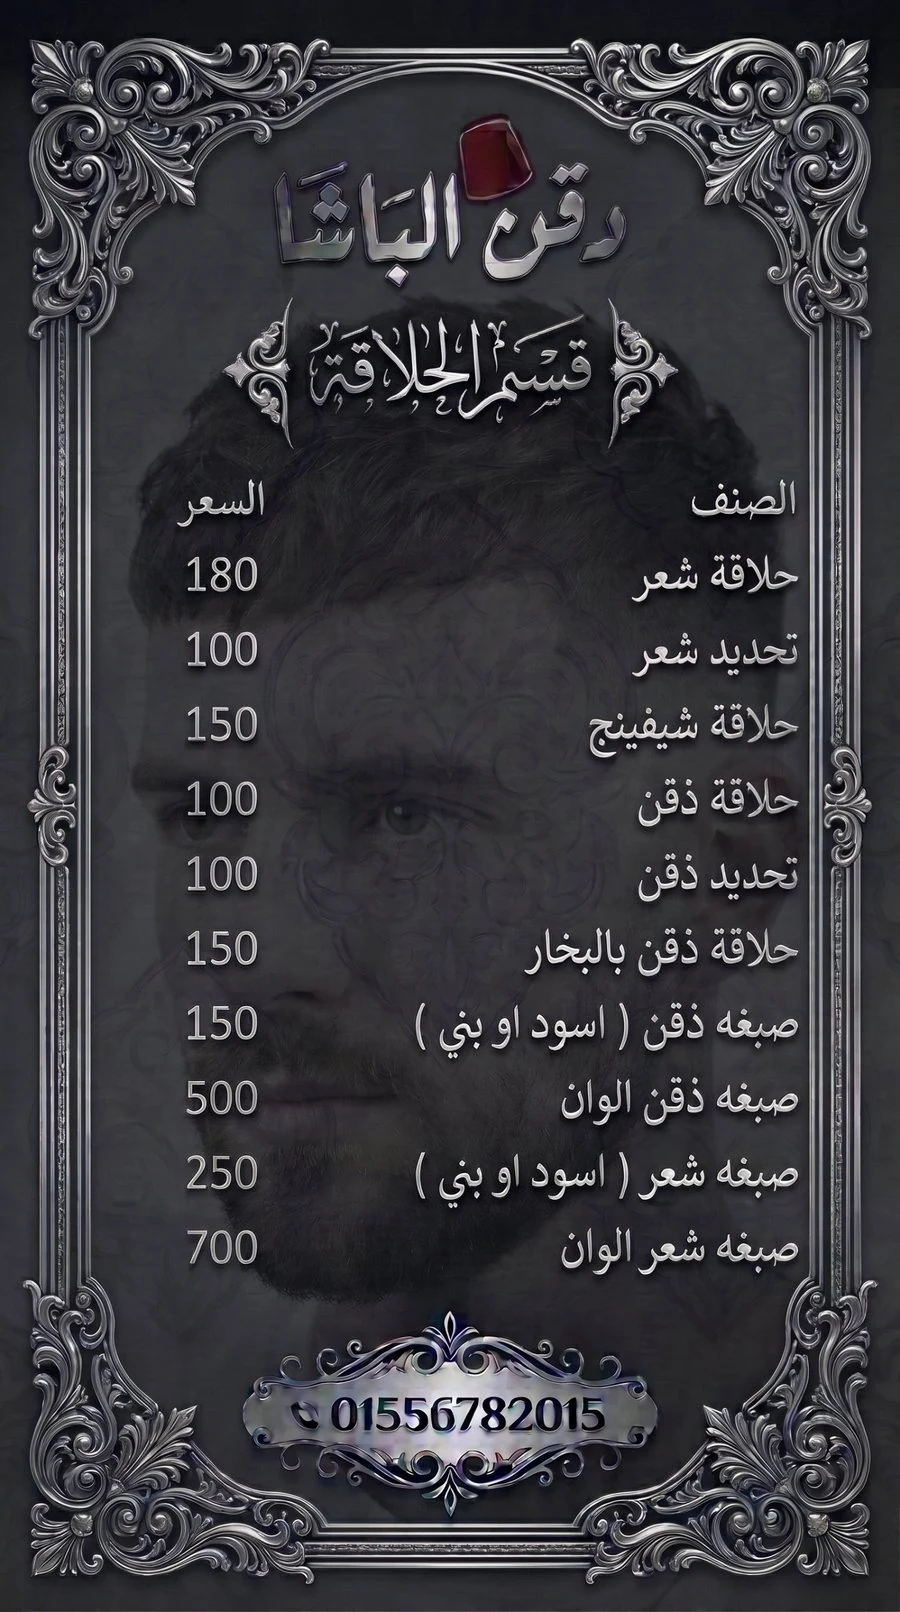 دقن البَاشَا
قسم الحلاقة
الصنف السعر
حلاقة شعر 180
تحديد شعر 100
حلاقة شيفينج 150
حلاقة ذقن 100
تحديد ذقن 100
حلاقة ذقن بالبخار 150
صبغه ذقن ( اسود او بني ) 150
صبغه ذقن الوان 500
صبغه شعر ( اسود او بني ) 250
صبغه شعر الوان 700
01556782015